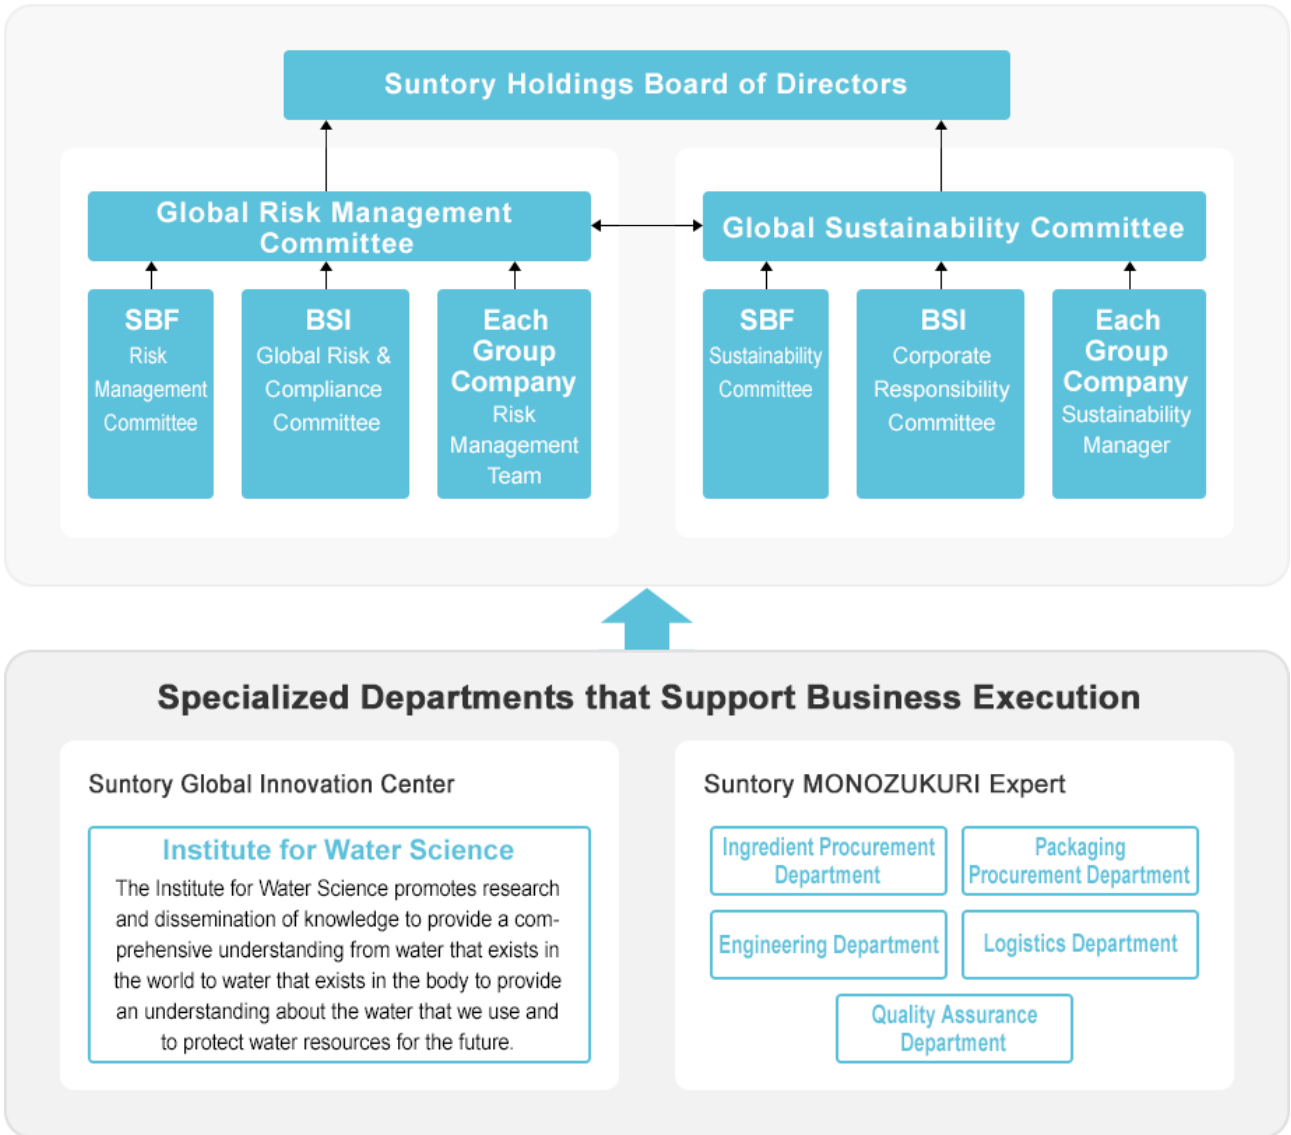 Suntory Holdings Board of Directors
Global Risk Management
Committee
Global Sustainability Committee
SBF
Risk
Management
Committee
BSI
Global Risk &
Compliance
Committee
Each
Group
Company
Risk
Management
Team
SBF
Sustainability
Committee
BSI
Corporate
Responsibility
Committee
Each
Group
Company
Sustainability
Manager
Specialized Departments that Support Business Execution
Suntory Global Innovation Center
Institute for Water Science
The Institute for Water Science promotes research
and dissemination of knowledge to provide a com-
prehensive understanding from water that exists in
the world to water that exists in the body to provide
an understanding about the water that we use and
to protect water resources for the future.
Suntory MONOZUKURI Expert
Ingredient Procurement
Department
Packaging
Procurement Department
Engineering Department
Logistics Department
Quality Assurance
Department